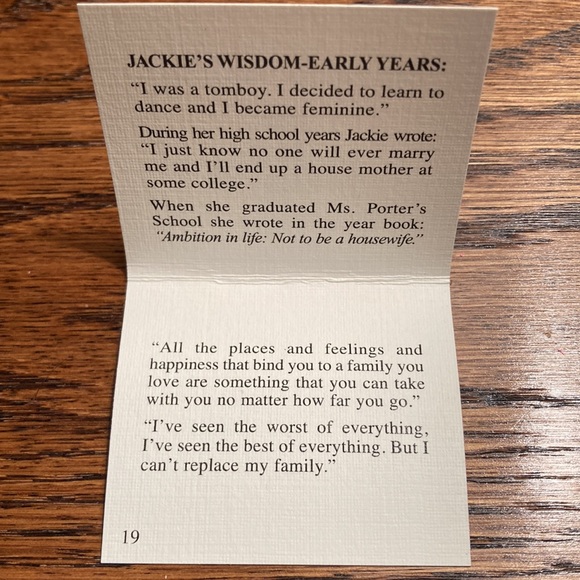 JACKIE'S WISDOM-EARLY YEARS:
"I was a tomboy. I decided to learn to
dance and I became feminine."
During her high school years Jackie wrote:
"I just know no one will ever marry
me and I'll end up a house mother at
some college."
When she graduated Ms. Porter's
School she wrote in the year book:
"Ambition in life: Not to be a housewife."
"All the places and feelings and
happiness that bind you to a family you
love are something that you can take
with you no matter how far you go."
"I've seen the worst of everything,
I've seen the best of everything. But I
can't replace my family."
19